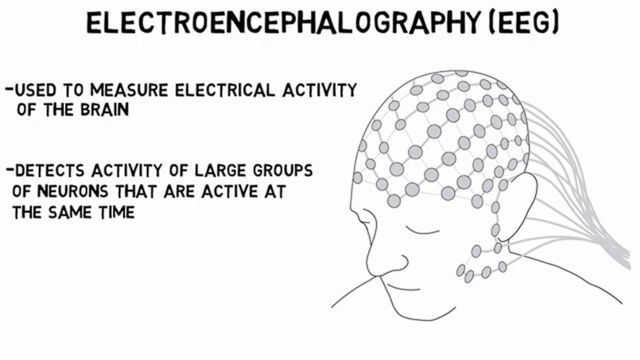 ELECTROENCEPHALOGRAPHY (EEG)
-USED TO MEASURE ELECTRICAL ACTIVITY
OF THE BRAIN
-DETECTS ACTIVITY OF LARGE GROUPS
OF NEURONS THAT ARE ACTIVE AT
THE SAME TIME